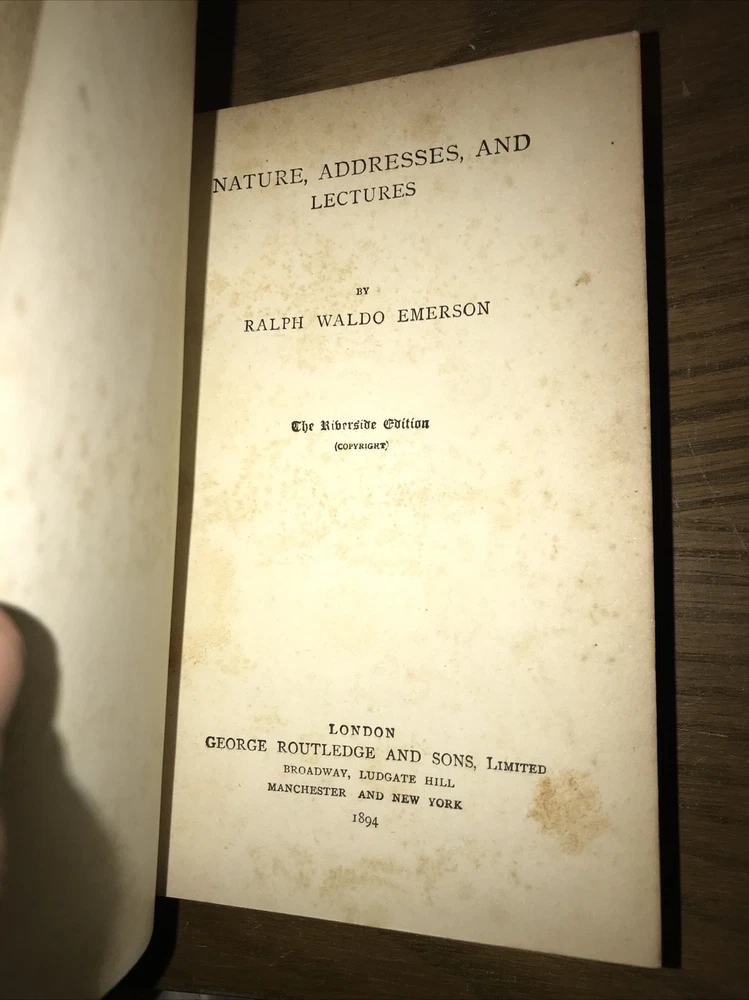 NATURE, ADDRESSES, AND
LECTURES
BY
RALPH WALDO EMERSON
The Riverside Edition
(COPYRIGHT)
LONDON
GEORGE ROUTLEDGE AND SONS, LIMITED
BROADWAY, LUDGATE HILL
MANCHESTER AND NEW YORK
1894